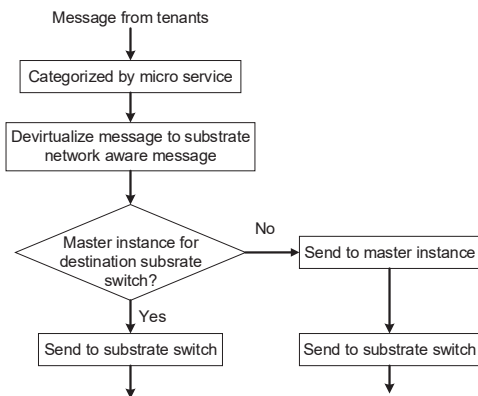 Message from tenants
Categorized by micro service
Devirtualize message to substrate
network aware message
Master instance for
destination subsrate
switch?
No
Send to master instance
Yes
Send to substrate switch
Send to substrate switch